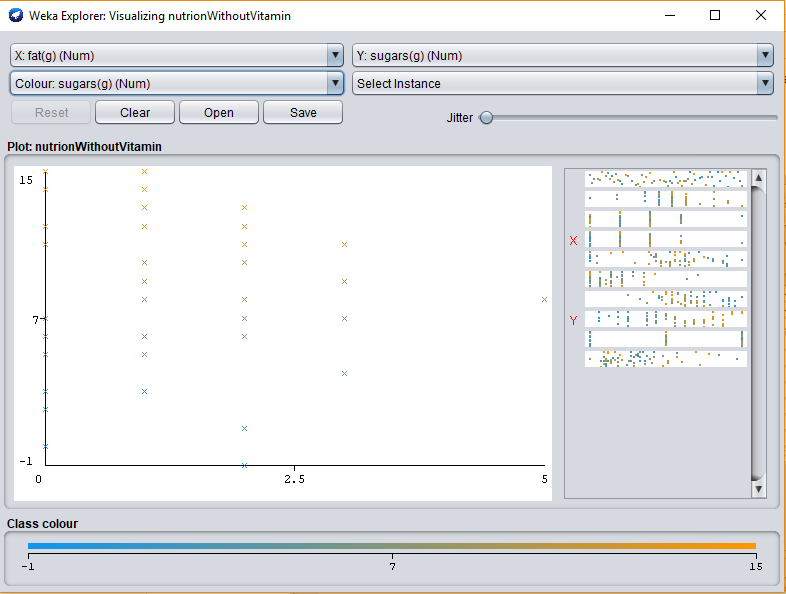 Weka Explorer: Visualizing nutrionWithoutVitamin
X: fat(g) (Num)
Y: sugars(g) (Num)
Colour: sugars(g) (Num)
Select Instance
Reset
Clear
Open
Save
Jitter
Plot: nutrionWithoutVitamin
15
7
-1
0
2.5
5
X
Y
Class colour
-1
7
15